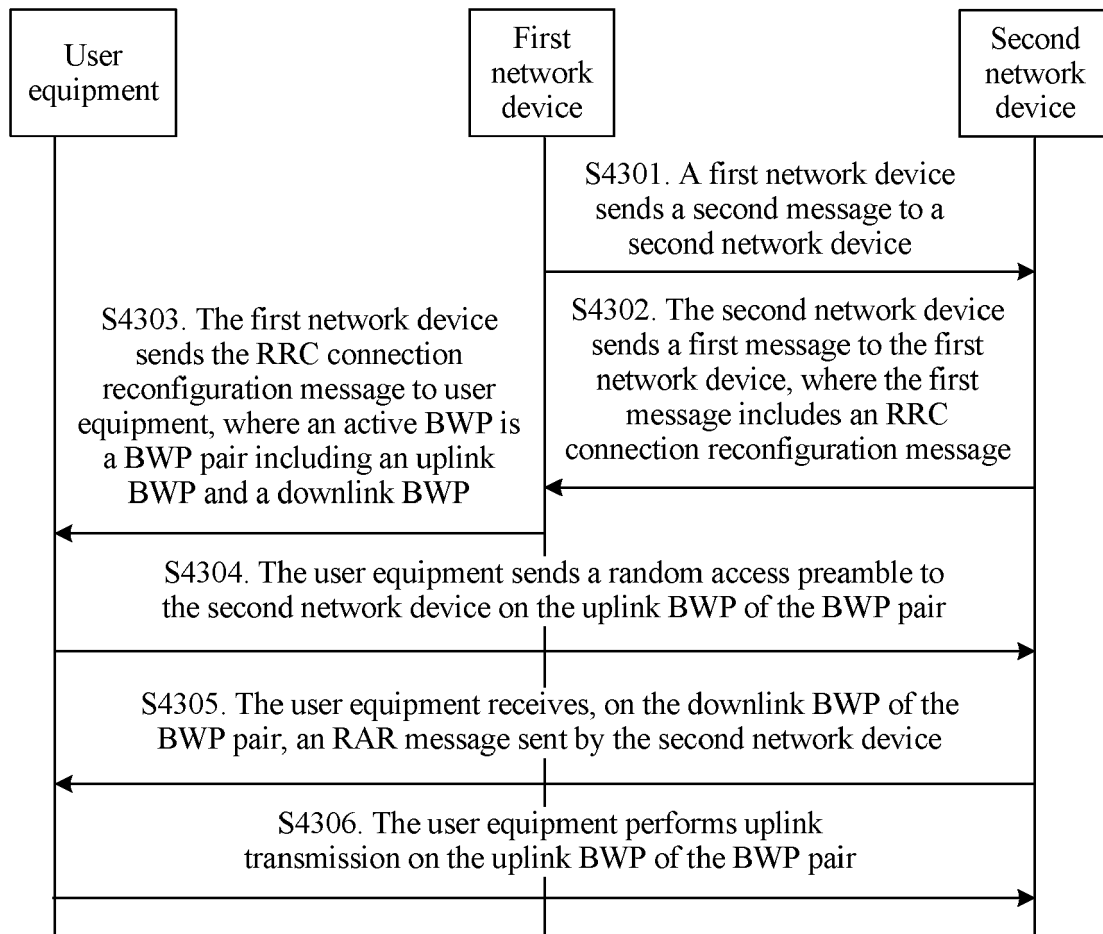 User
equipment
First
network
device
Second
network
device
S4301. A first network device
sends a second message to a
second network device
S4302. The second network device
sends a first message to the first
network device, where the first
message includes an RRC
connection reconfiguration message
S4303. The first network device
sends the RRC connection
reconfiguration message to user
equipment, where an active BWP is
a BWP pair including an uplink
BWP and a downlink BWP
S4304. The user equipment sends a random access preamble to
the second network device on the uplink BWP of the BWP pair
S4305. The user equipment receives, on the downlink BWP of the
BWP pair, an RAR message sent by the second network device
S4306. The user equipment performs uplink
transmission on the uplink BWP of the BWP pair